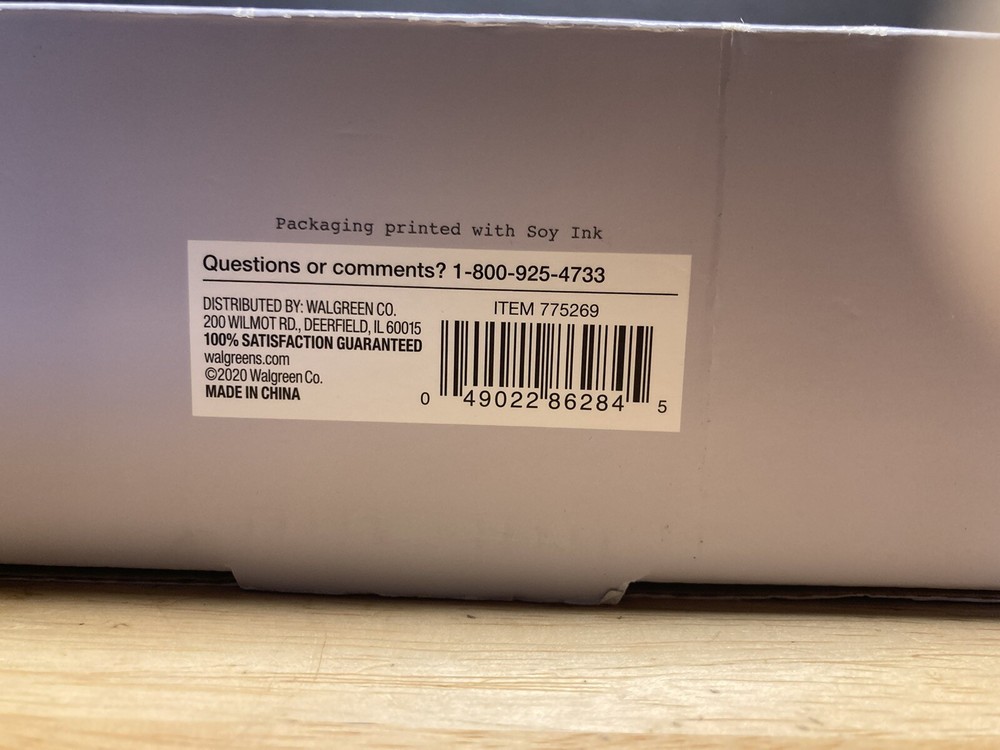 Packaging printed with Soy Ink
Questions or comments? 1-800-925-4733
DISTRIBUTED BY: WALGREEN CO.
200 WILMOT RD., DEERFIELD, IL 60015
100% SATISFACTION GUARANTEED
walgreens.com
©2020 Walgreen Co.
MADE IN CHINA
ITEM 775269
0 49022 86284 5